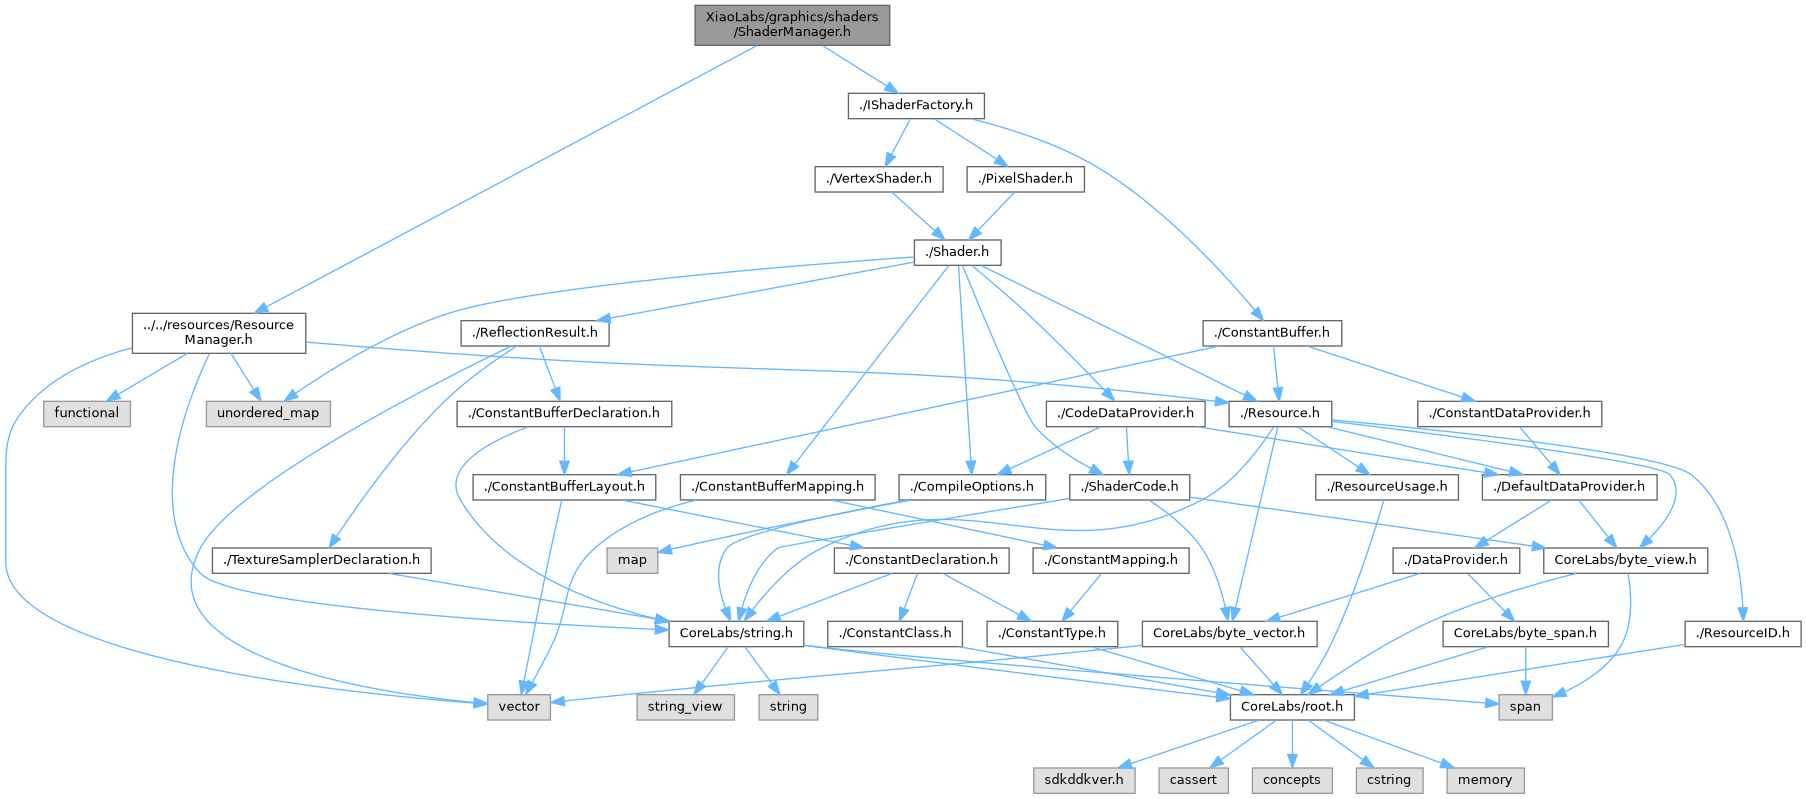 XiaoLabs/graphics/shaders
/ShaderManager.h
./IShaderFactory.h
./VertexShader.h
./PixelShader.h
./Shader.h
../../resources/Resource
Manager.h
./ReflectionResult.h
./ConstantBuffer.h
functional
unordered_map
./ConstantBufferDeclaration.h
./CodeDataProvider.h
./Resource.h
./ConstantDataProvider.h
./ConstantBufferLayout.h
./ConstantBufferMapping.h
./CompileOptions.h
./ShaderCode.h
./ResourceUsage.h
./DefaultDataProvider.h
./TextureSamplerDeclaration.h
map
./ConstantDeclaration.h
./ConstantMapping.h
./DataProvider.h
CoreLabs/byte_view.h
CoreLabs/string.h
./ConstantClass.h
./ConstantType.h
CoreLabs/byte_vector.h
CoreLabs/byte_span.h
./ResourceID.h
vector
string_view
string
CoreLabs/root.h
span
sdkddkver.h
cassert
concepts
cstring
memory